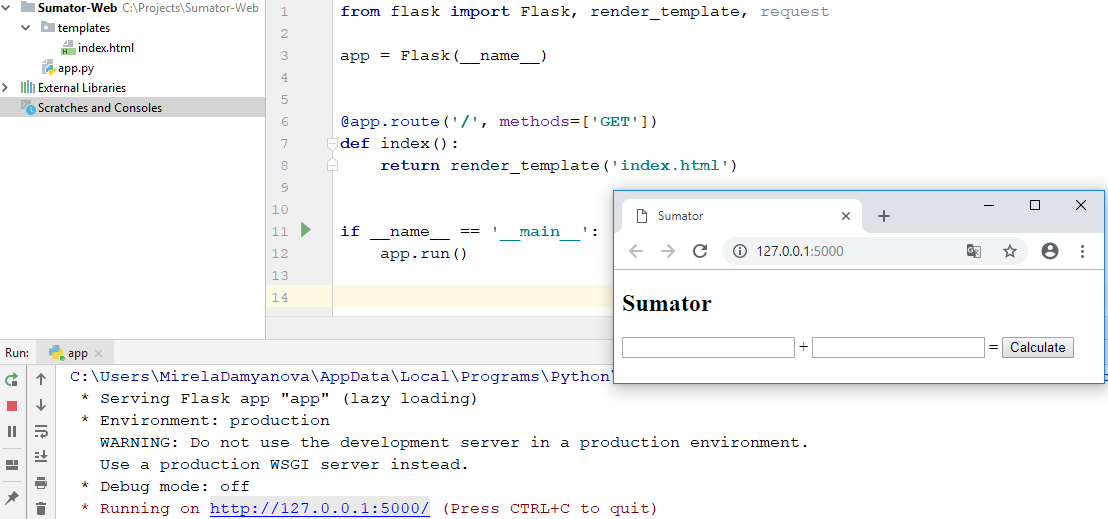 Sumator-Web C:\Projects\Sumator-Web
templates
index.html
app.py
External Libraries
Scratches and Consoles
1 from flask import Flask, render_template, request
2
3 app = Flask(__name__)
4
5
6 @app.route('/', methods=['GET'])
7 def index():
8 return render_template('index.html')
9
10
11 if __name__ == '__main__':
12 app.run()
13
14
Sumator
127.0.0.1:5000
Sumator
+ = Calculate
Run: app
C:\Users\MirelaDamyanova\AppData\Local\Programs\Python\
* Serving Flask app "app" (lazy loading)
* Environment: production
WARNING: Do not use the development server in a production environment.
Use a production WSGI server instead.
* Debug mode: off
* Running on http://127.0.0.1:5000/ (Press CTRL+C to quit)